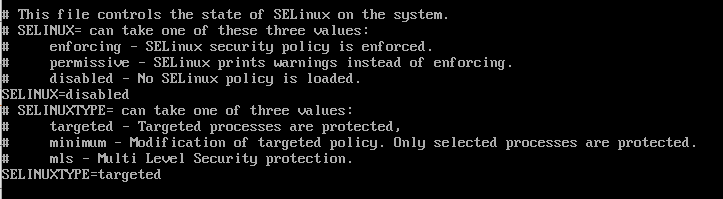 # This file controls the state of SELinux on the system.
# SELINUX= can take one of these three values:
#     enforcing - SELinux security policy is enforced.
#     permissive - SELinux prints warnings instead of enforcing.
#     disabled - No SELinux policy is loaded.
SELINUX=disabled
# SELINUXTYPE= can take one of three values:
#     targeted - Targeted processes are protected,
#     minimum - Modification of targeted policy. Only selected processes are protected.
#     mls - Multi Level Security protection.
SELINUXTYPE=targeted